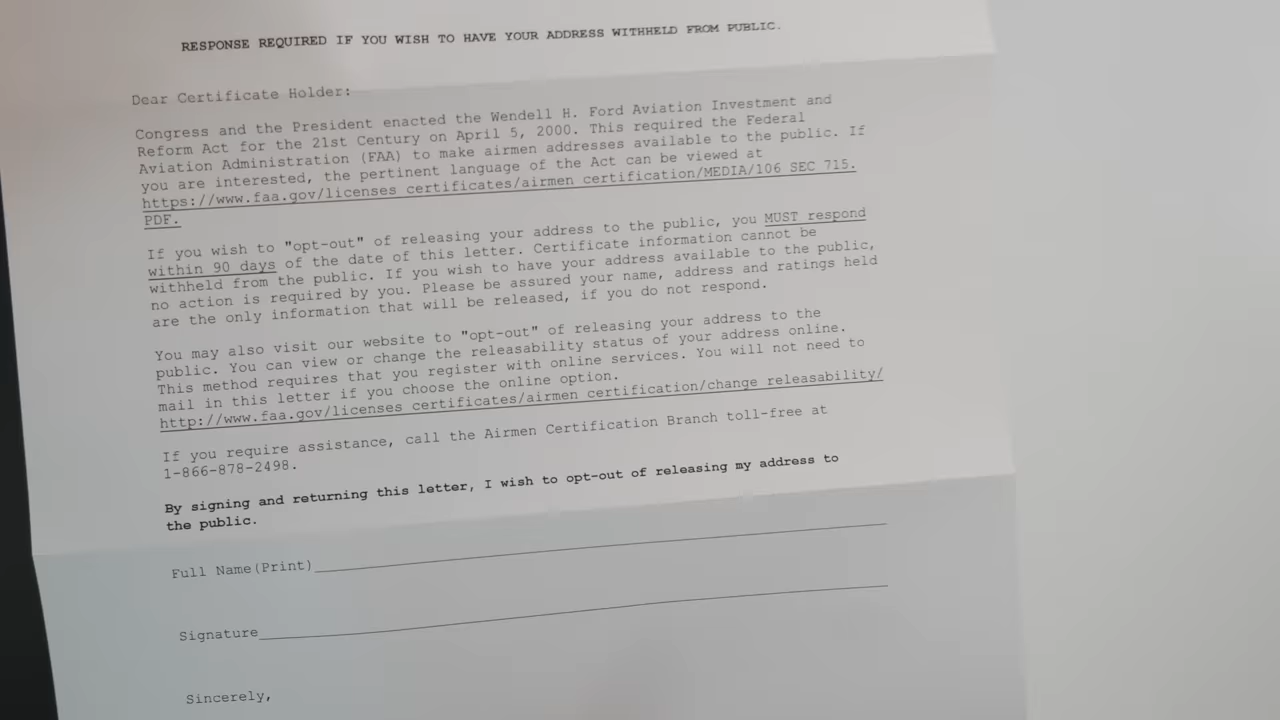 RESPONSE REQUIRED IF YOU WISH TO HAVE YOUR ADDRESS WITHHELD FROM PUBLIC.
Dear Certificate Holder:
Congress and the President enacted the Wendell H. Ford Aviation Investment and
Reform Act for the 21st Century on April 5, 2000. This required the Federal
Aviation Administration (FAA) to make airmen addresses available to the public. If
you are interested, the pertinent language of the Act can be viewed at
https://www.faa.gov/licenses_certificates/airmen_certification/MEDIA/106_SEC_715.
PDF.
If you wish to "opt-out" of releasing your address to the public, you MUST respond
within 90 days of the date of this letter. Certificate information cannot be
withheld from the public. If you wish to have your address available to the public,
no action is required by you. Please be assured your name, address and ratings held
are the only information that will be released, if you do not respond.
You may also visit our website to "opt-out" of releasing your address to the
public. You can view or change the releasability status of your address online.
This method requires that you register with online services. You will not need to
mail in this letter if you choose the online option.
http://www.faa.gov/licenses_certificates/airmen_certification/change_releasability/
If you require assistance, call the Airmen Certification Branch toll-free at
1-866-878-2498.
By signing and returning this letter, I wish to opt-out of releasing my address to
the public.
Full Name(Print)
Signature
Sincerely,